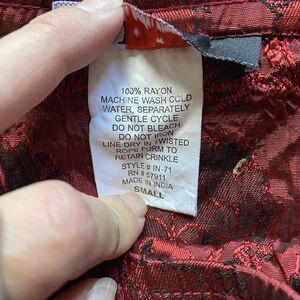 100% RAYON
MACHINE WASH COLD
WATER, SEPARATELY
GENTLE CYCLE
DO NOT BLEACH
DO NOT IRON
LINE DRY IN TWISTED
ROPE FORM TO
RETAIN CRINKLE
STYLE # IN-71
RN # 57911
MADE IN INDIA
SMALL